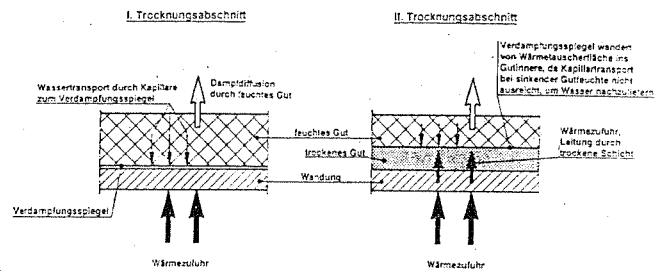 I. Trocknungsabschnitt
Wassertransport durch Kapillare
zum Verdampfungsspiegel
Dampfdiffusion
durch feuchtes Gut
Verdampfungsspiegel
Wärmezufuhr
feuchtes Gut
trockenes Gut
Wandung
II. Trocknungsabschnitt
Verdampfungsspiegel wandert
von Wärmetauscherfläche ins
Gutinnere, da Kapillartransport
bei sinkender Gutfeuchte nicht
ausreicht, um Wasser nachzuliefern
Wärmezufuhr,
Leitung durch
trockene Schicht
Wärmezufuhr